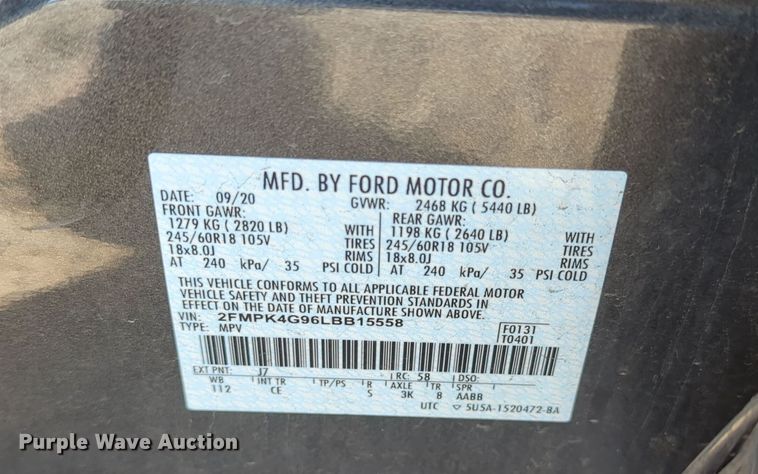 Purple Wave Auction
MFD. BY FORD MOTOR CO.
DATE: 09/20 GVWR: 2468 KG ( 5440 LB)
FRONT GAWR: REAR GAWR:
1279 KG ( 2820 LB) WITH 1198 KG ( 2640 LB) WITH
245/60R18 105V TIRES 245/60R18 105V TIRES
18x8.0J RIMS 18x8.0J RIMS
AT 240 kPa/ 35 PSI COLD AT 240 kPa/ 35 PSI COLD
THIS VEHICLE CONFORMS TO ALL APPLICABLE FEDERAL MOTOR
VEHICLE SAFETY AND THEFT PREVENTION STANDARDS IN
EFFECT ON THE DATE OF MANUFACTURE SHOWN ABOVE.
VIN: 2FMPK4G96LBB15558 F0131
TYPE: MPV T0401
EXT PNT: J7 RC: 58 DSO:
WB INT TR TP/PS R AXLE TR SPR
112 CE S 3K 8 AABB
UTC ▽ 5U5A-1520472-BA
Purple Wave Auction